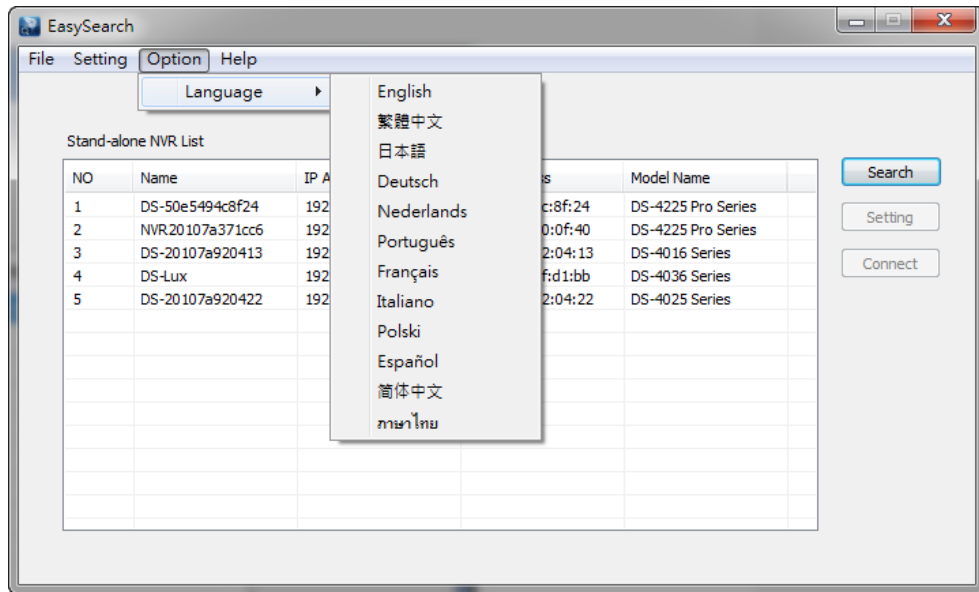 EasySearch
File Setting Option Help
Language
English
繁體中文
日本語
Deutsch
Nederlands
Português
Français
Italiano
Polski
Español
简体中文
ภาษาไทย
Stand-alone NVR List
NO Name IP A ss Model Name
1 DS-50e5494c8f24 192 c:8f:24 DS-4225 Pro Series
2 NVR20107a371cc6 192 0:0f:40 DS-4225 Pro Series
3 DS-20107a920413 192 2:04:13 DS-4016 Series
4 DS-Lux 192 f:d1:bb DS-4036 Series
5 DS-20107a920422 192 2:04:22 DS-4025 Series
Search
Setting
Connect